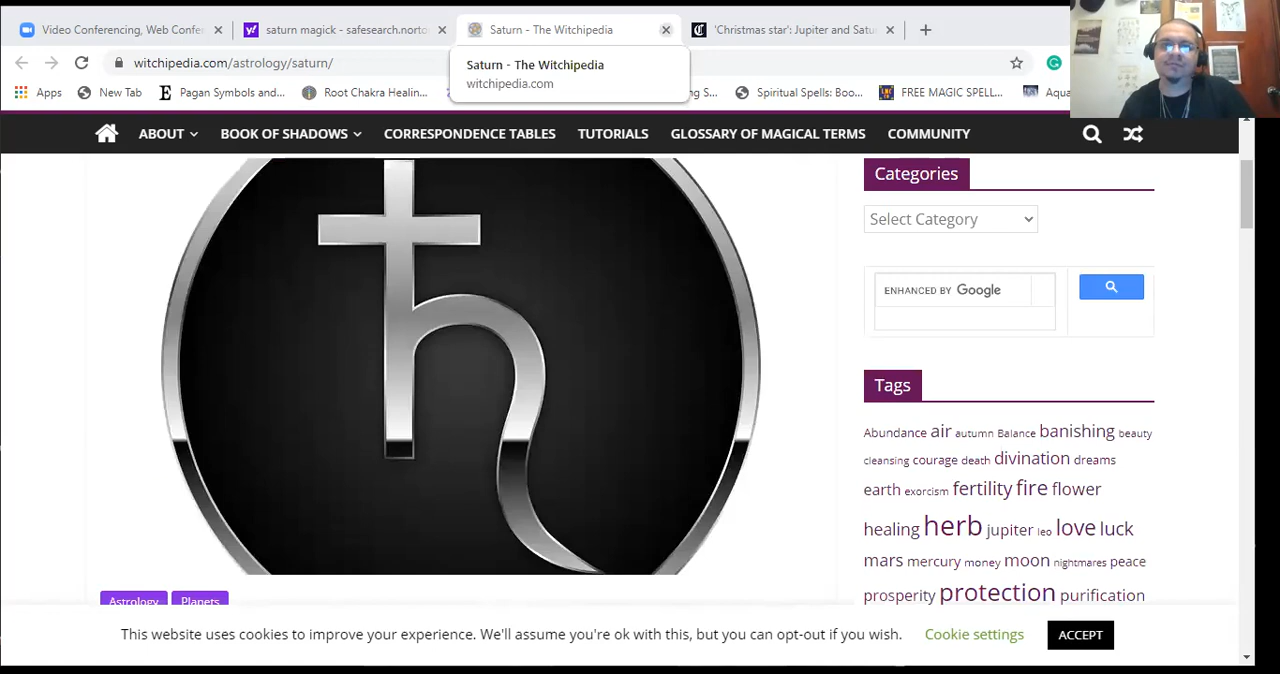 Video Conferencing, Web Confe
saturn magick - safesearch.norto
Saturn - The Witchipedia
'Christmas star': Jupiter and Satu
witchipedia.com/astrology/saturn/
Saturn - The Witchipedia
witchipedia.com
Apps
New Tab
Pagan Symbols and...
Root Chakra Healin...
g S...
Spiritual Spells: Boo...
FREE MAGIC SPELL...
Aqua
ABOUT
BOOK OF SHADOWS
CORRESPONDENCE TABLES
TUTORIALS
GLOSSARY OF MAGICAL TERMS
COMMUNITY
Categories
Select Category
ENHANCED BY Google
Tags
Abundance air autumn Balance banishing beauty
cleansing courage death divination dreams
earth exorcism fertility fire flower
healing herb jupiter leo love luck
mars mercury money moon nightmares peace
prosperity protection purification
Astrology
Planets
This website uses cookies to improve your experience. We'll assume you're ok with this, but you can opt-out if you wish.
Cookie settings
ACCEPT